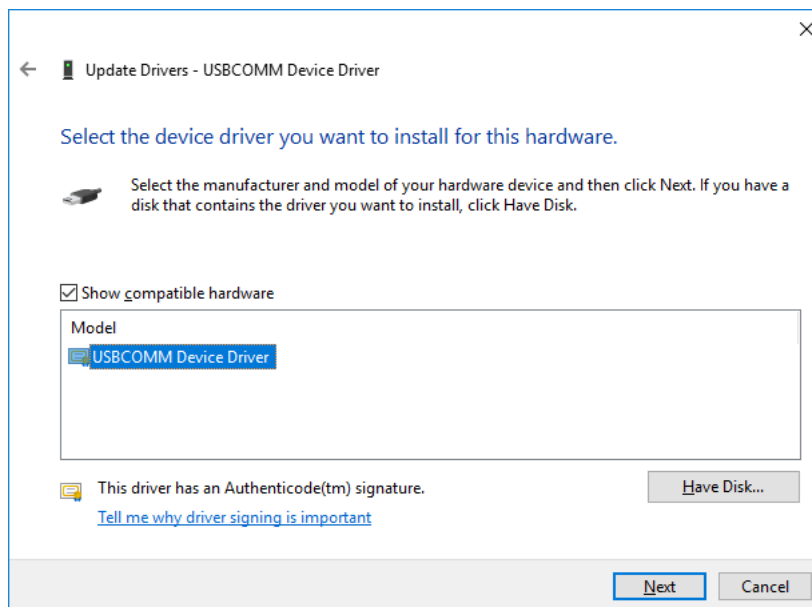 Update Drivers - USBCOMM Device Driver
Select the device driver you want to install for this hardware.
Select the manufacturer and model of your hardware device and then click Next. If you have a
disk that contains the driver you want to install, click Have Disk.
Show compatible hardware
Model
USBCOMM Device Driver
This driver has an Authenticode(tm) signature.
Have Disk...
Tell me why driver signing is important
Next
Cancel